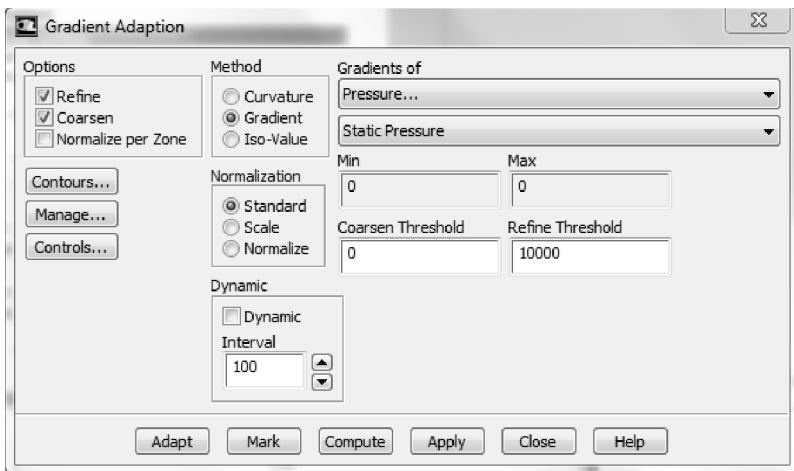 Gradient Adaption
Options
Refine
Coarsen
Normalize per Zone
Contours...
Manage...
Controls...
Method
Curvature
Gradient
Iso-Value
Normalization
Standard
Scale
Normalize
Dynamic
Dynamic
Interval
100
Gradients of
Pressure...
Static Pressure
Min Max
0 0
Coarsen Threshold Refine Threshold
0 10000
Adapt Mark Compute Apply Close Help